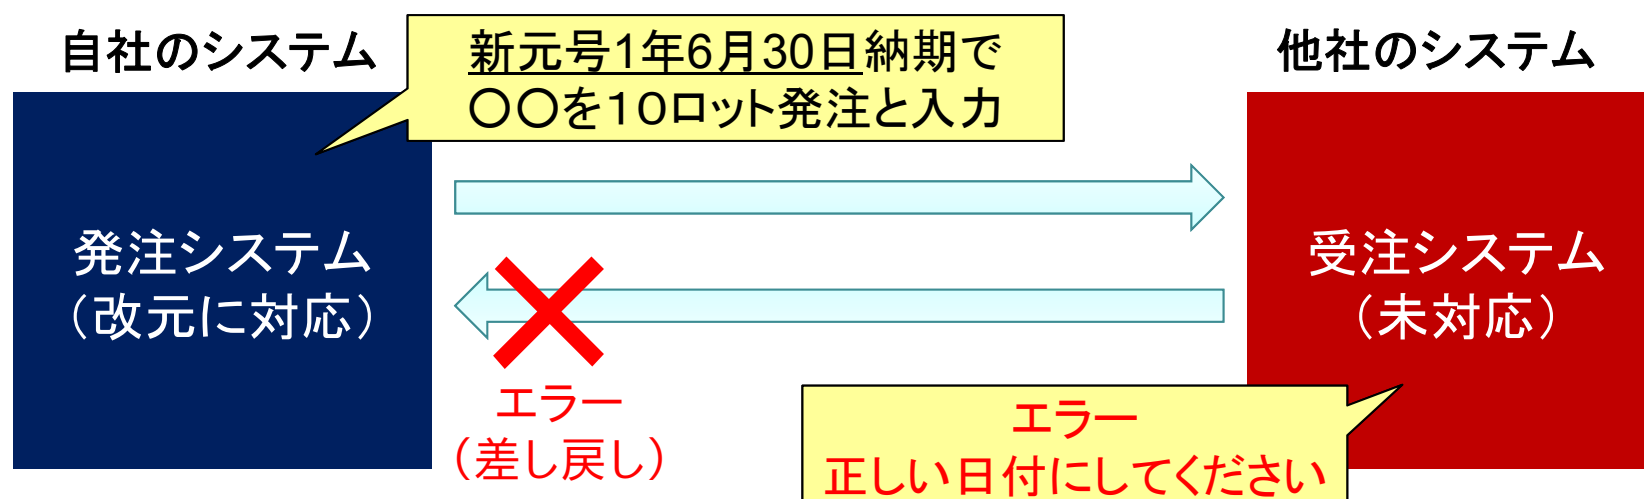 自社のシステム
新元号1年6月30日納期で
〇〇を１０ロット発注と入力
他社のシステム
発注システム
（改元に対応）
受注システム
（未対応）
エラー
（差し戻し）
エラー
正しい日付にしてください